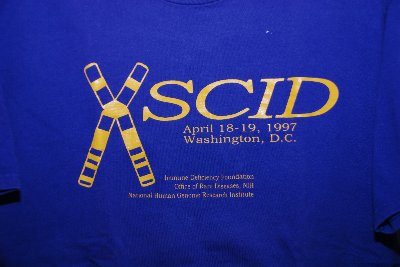 XSCID
April 18-19, 1997
Washington, D.C.
Immune Deficiency Foundation
Office of Rare Diseases, NIH
National Human Genome Research Institute